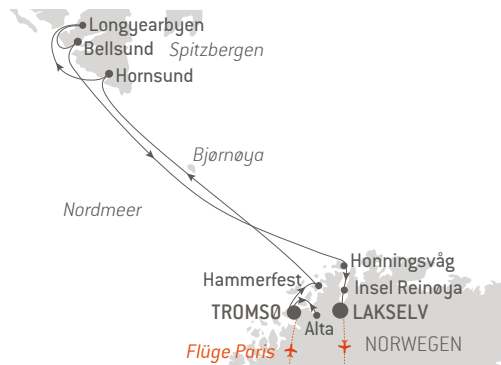 Longyearbyen
Bellsund
Spitzbergen
Hornsund
Bjørnøya
Nordmeer
Honningsvåg
Hammerfest
Insel Reinøya
TROMSØ
LAKSELV
Alta
Flüge Paris
NORWEGEN